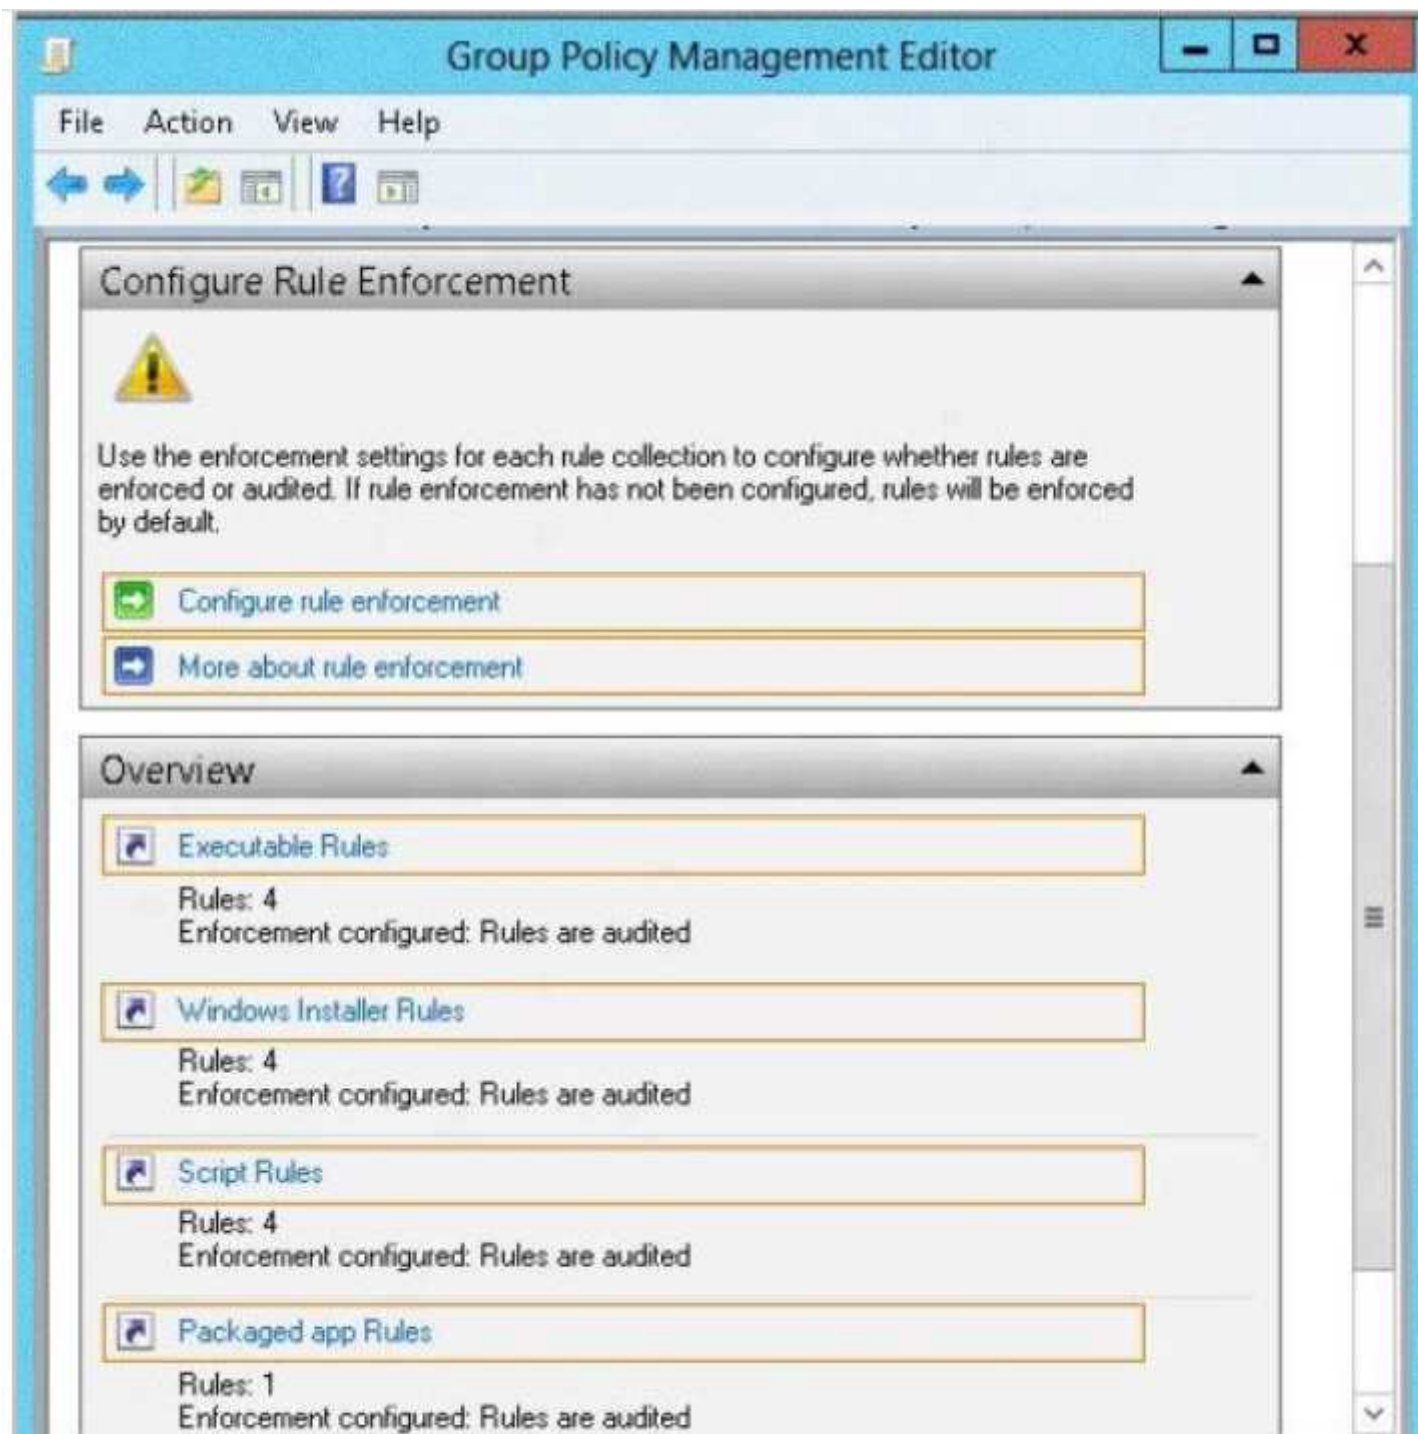 Group Policy Management Editor
File Action View Help
Configure Rule Enforcement
Use the enforcement settings for each rule collection to configure whether rules are
enforced or audited. If rule enforcement has not been configured, rules will be enforced
by default.
Configure rule enforcement
More about rule enforcement
Overview
Executable Rules
Rules: 4
Enforcement configured: Rules are audited
Windows Installer Rules
Rules: 4
Enforcement configured: Rules are audited
Script Rules
Rules: 4
Enforcement configured: Rules are audited
Packaged app Rules
Rules: 1
Enforcement configured: Rules are audited